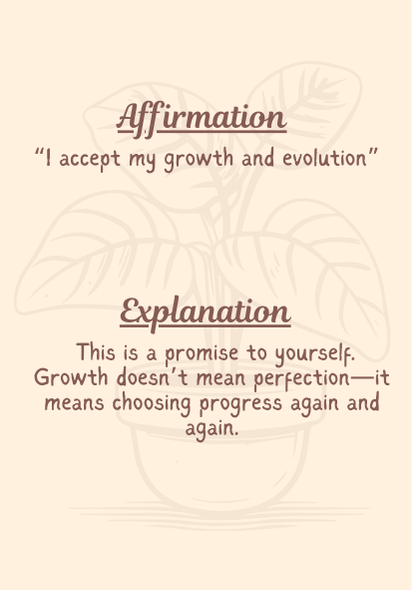 Affirmation
“I accept my growth and evolution”
Explanation
This is a promise to yourself.
Growth doesn’t mean perfection—it
means choosing progress again and
again.